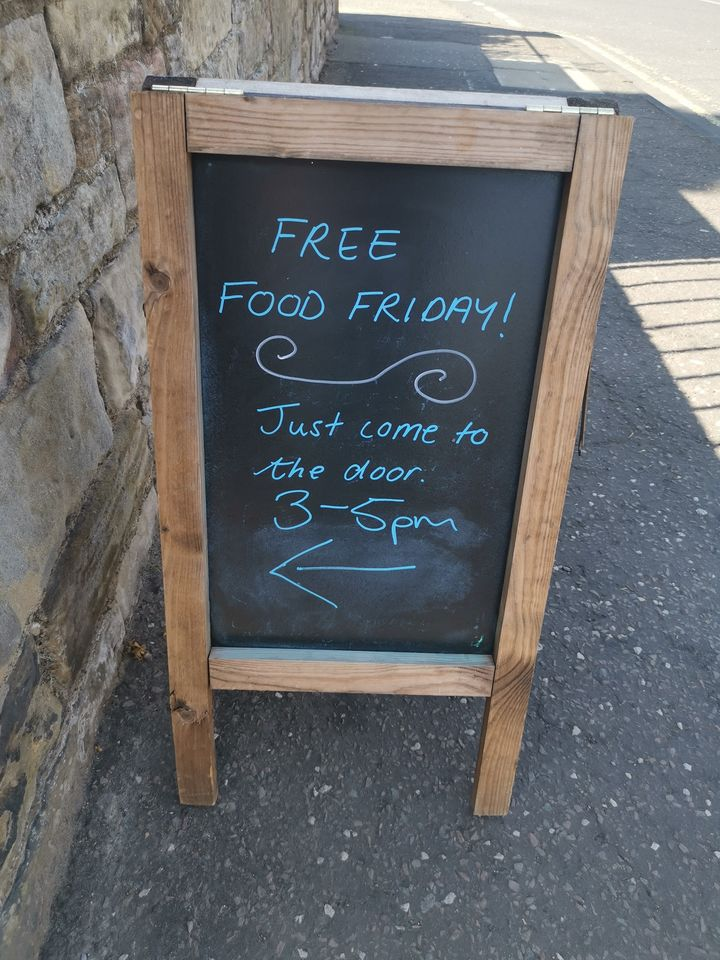 FREE
FOOD FRIDAY!
Just come to
the door.
3-5pm